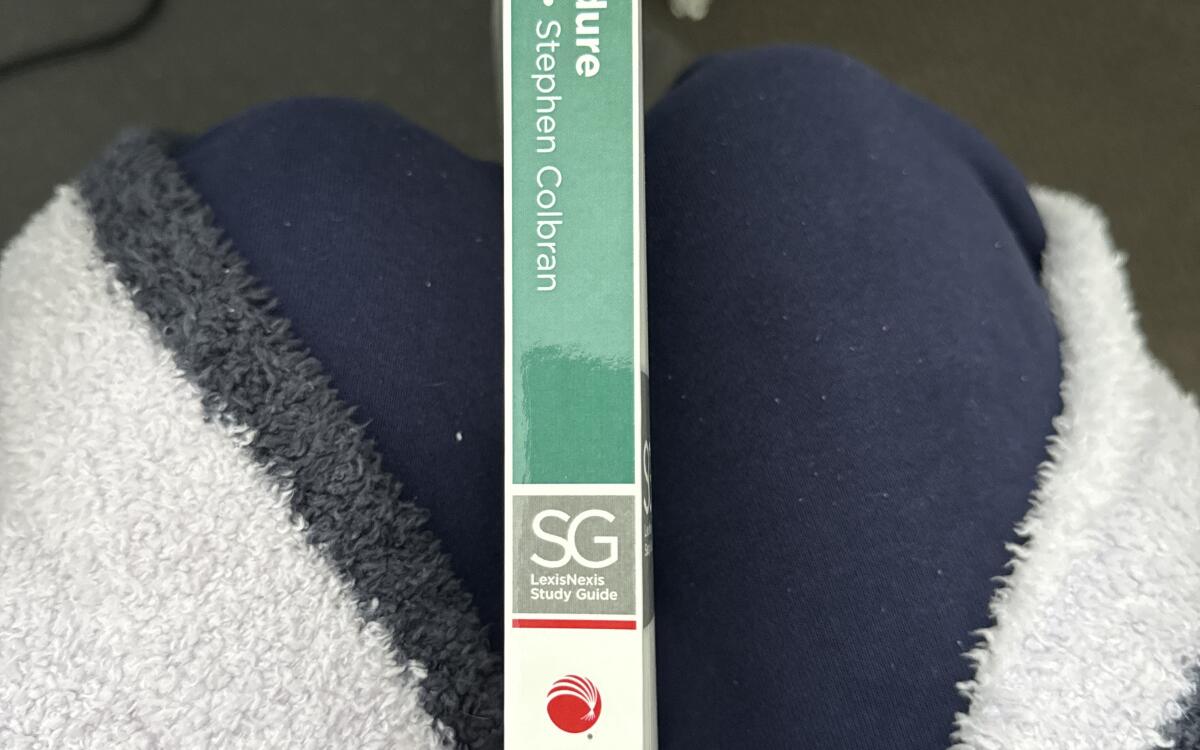 dure
• Stephen Colbran
SG
LexisNexis
Study Guide